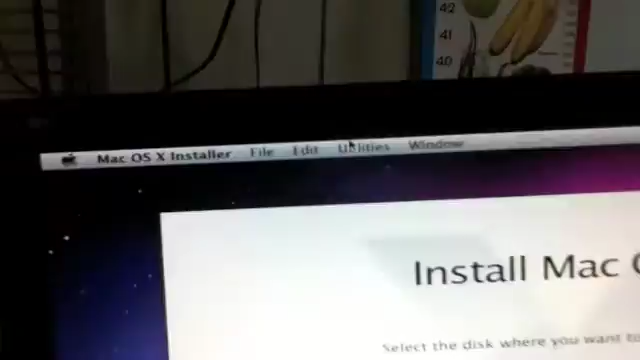 42
41
40
Mac OS X Installer File Edit Utilities Window
Install Mac
Select the disk where you want to